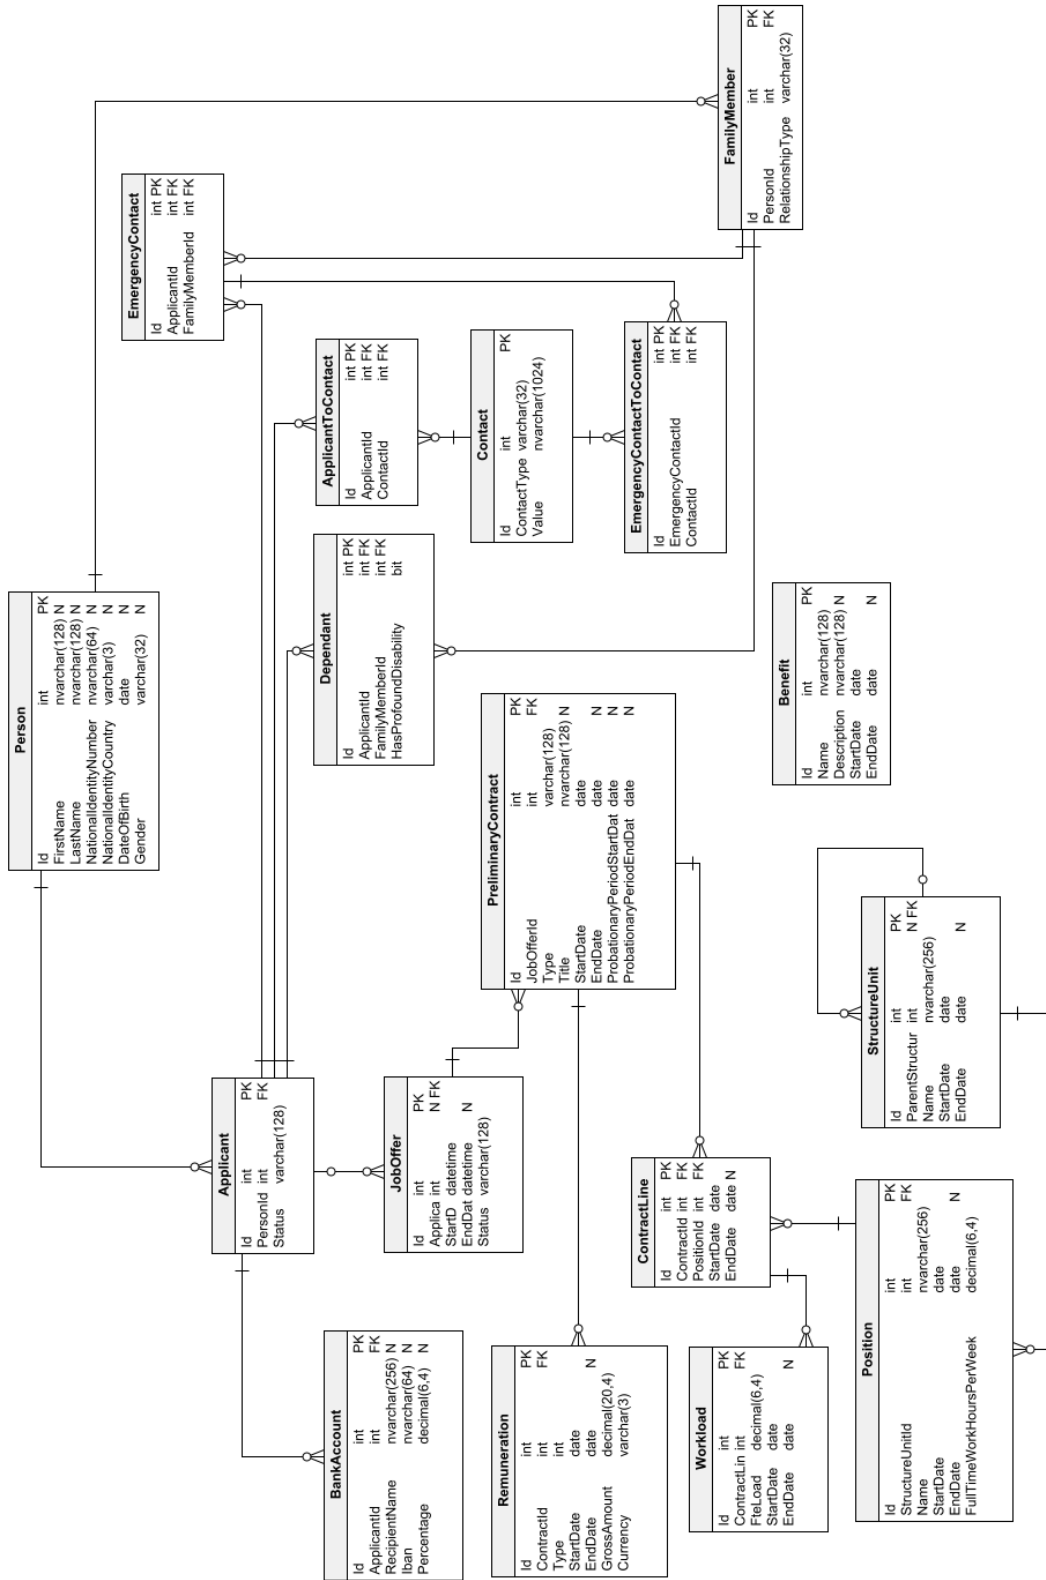 Person
Id int PK
FirstName nvarchar(128) N
LastName nvarchar(128) N
NationalIdentityNumber nvarchar(64) N
NationalIdentityCountry varchar(3) N
DateOfBirth date N
Gender varchar(32) N
EmergencyContact
Id int PK
ApplicantId int FK
FamilyMemberId int FK
FamilyMember
Id int PK
PersonId int FK
RelationshipType varchar(32)
Applicant
Id int PK
PersonId int FK
Status varchar(128)
Dependant
Id int PK
ApplicantId int FK
FamilyMemberId int FK
HasProfoundDisability bit
ApplicantToContact
Id int PK
ApplicantId int FK
ContactId int FK
BankAccount
Id int PK
ApplicantId int FK
RecipientName nvarchar(256) N
Iban nvarchar(64) N
Percentage decimal(6,4) N
JobOffer
Id int PK
Applica int N FK
StartD datetime
EndDat datetime N
Status varchar(128)
Contact
Id int PK
ContactType varchar(32)
Value nvarchar(1024)
Remuneration
Id int PK
ContractId int FK
Type int
StartDate date
EndDate date N
GrossAmount decimal(20,4)
Currency varchar(3)
PreliminaryContract
Id int PK
JobOfferId int FK
Type varchar(128)
Title nvarchar(128) N
StartDate date
EndDate date N
ProbationaryPeriodStartDat date N
ProbationaryPeriodEndDat date N
EmergencyContactToContact
Id int PK
EmergencyContactId int FK
ContactId int FK
ContractLine
Id int PK
ContractId int FK
PositionId int FK
StartDate date
EndDate date N
Workload
Id int PK
ContractLin int FK
FteLoad decimal(6,4)
StartDate date
EndDate date N
Benefit
Id int PK
Name nvarchar(128)
Description nvarchar(128) N
StartDate date
EndDate date N
Position
Id int PK
StructureUnitId int FK
Name nvarchar(256)
StartDate date
EndDate date N
FullTimeWorkHoursPerWeek decimal(6,4)
StructureUnit
Id int PK
ParentStructur int N FK
Name nvarchar(256)
StartDate date
EndDate date N